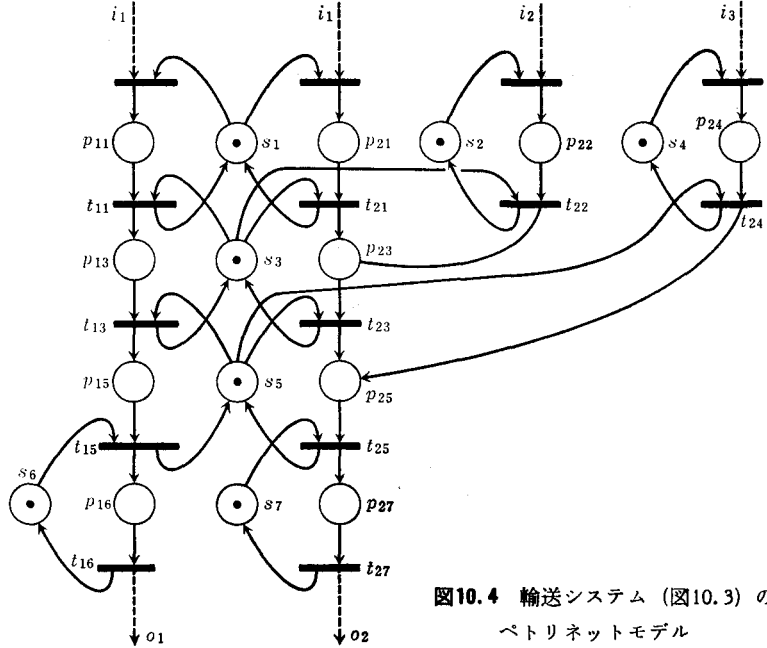 i₁ i₁ i₂ i₃
p₁₁ s₁ p₂₁ s₂ p₂₂ s₄ p₂₄
t₁₁ t₂₁ t₂₂ t₂₄
p₁₃ s₃ p₂₃
t₁₃ t₂₃
p₁₅ s₅ p₂₅
t₁₅ t₂₅
s₆ p₁₆ s₇ p₂₇
t₁₆ t₂₇
o₁ o₂
図10.4 輸送システム (図10.3) の
ペトリネットモデル